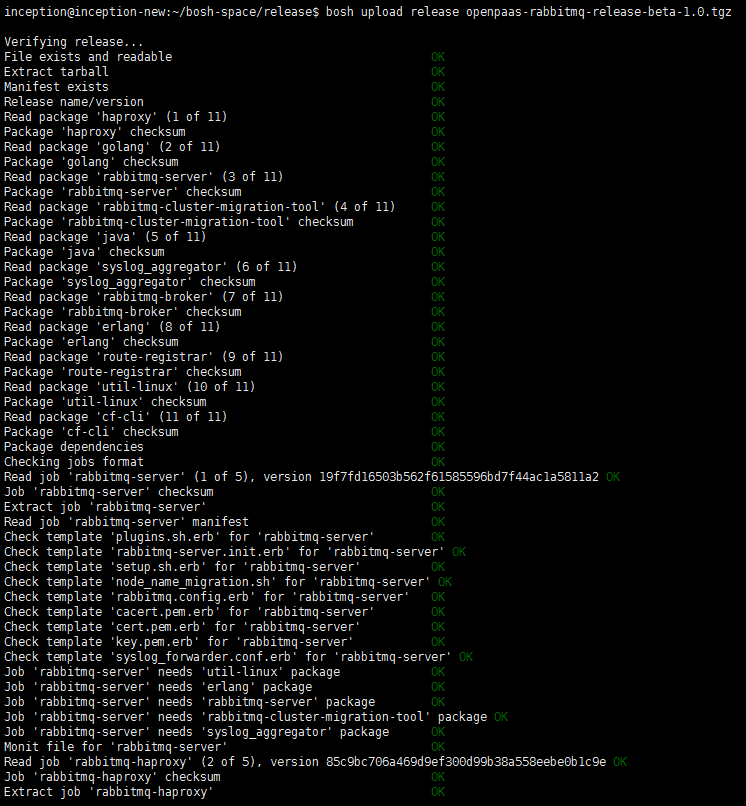 inception@inception-new:~/bosh-space/release$ bosh upload release openpaas-rabbitmq-release-beta-1.0.tgz
Verifying release...
File exists and readable OK
Extract tarball OK
Manifest exists OK
Release name/version OK
Read package 'haproxy' (1 of 11) OK
Package 'haproxy' checksum OK
Read package 'golang' (2 of 11) OK
Package 'golang' checksum OK
Read package 'rabbitmq-server' (3 of 11) OK
Package 'rabbitmq-server' checksum OK
Read package 'rabbitmq-cluster-migration-tool' (4 of 11) OK
Package 'rabbitmq-cluster-migration-tool' checksum OK
Read package 'java' (5 of 11) OK
Package 'java' checksum OK
Read package 'syslog_aggregator' (6 of 11) OK
Package 'syslog_aggregator' checksum OK
Read package 'rabbitmq-broker' (7 of 11) OK
Package 'rabbitmq-broker' checksum OK
Read package 'erlang' (8 of 11) OK
Package 'erlang' checksum OK
Read package 'route-registrar' (9 of 11) OK
Package 'route-registrar' checksum OK
Read package 'util-linux' (10 of 11) OK
Package 'util-linux' checksum OK
Read package 'cf-cli' (11 of 11) OK
Package 'cf-cli' checksum OK
Package dependencies OK
Checking jobs format OK
Read job 'rabbitmq-server' (1 of 5), version 19f7fd16503b562f61585596bd7f44ac1a5811a2 OK
Job 'rabbitmq-server' checksum OK
Extract job 'rabbitmq-server' OK
Read job 'rabbitmq-server' manifest OK
Check template 'plugins.sh.erb' for 'rabbitmq-server' OK
Check template 'rabbitmq-server.init.erb' for 'rabbitmq-server' OK
Check template 'setup.sh.erb' for 'rabbitmq-server' OK
Check template 'node_name_migration.sh' for 'rabbitmq-server' OK
Check template 'rabbitmq.config.erb' for 'rabbitmq-server' OK
Check template 'cacert.pem.erb' for 'rabbitmq-server' OK
Check template 'cert.pem.erb' for 'rabbitmq-server' OK
Check template 'key.pem.erb' for 'rabbitmq-server' OK
Check template 'syslog_forwarder.conf.erb' for 'rabbitmq-server' OK
Job 'rabbitmq-server' needs 'util-linux' package OK
Job 'rabbitmq-server' needs 'erlang' package OK
Job 'rabbitmq-server' needs 'rabbitmq-server' package OK
Job 'rabbitmq-server' needs 'rabbitmq-cluster-migration-tool' package OK
Job 'rabbitmq-server' needs 'syslog_aggregator' package OK
Monit file for 'rabbitmq-server' OK
Read job 'rabbitmq-haproxy' (2 of 5), version 85c9bc706a469d9ef300d99b38a558eebe0b1c9e OK
Job 'rabbitmq-haproxy' checksum OK
Extract job 'rabbitmq-haproxy' OK